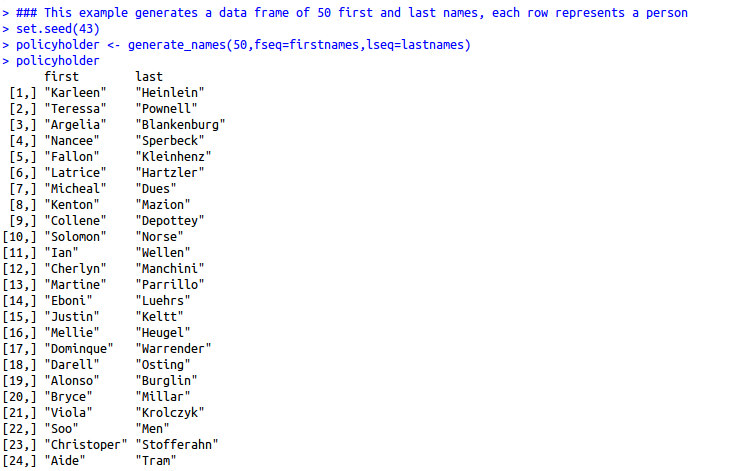 > ### This example generates a data frame of 50 first and last names, each row represents a person
> set.seed(43)
> policyholder <- generate_names(50,fseq=firstnames,lseq=lastnames)
> policyholder
      first        last
 [1,] "Karleen"    "Heinlein"
 [2,] "Teressa"    "Pownell"
 [3,] "Argelia"    "Blankenburg"
 [4,] "Nancee"     "Sperbeck"
 [5,] "Fallon"     "Kleinhenz"
 [6,] "Latrice"    "Hartzler"
 [7,] "Micheal"    "Dues"
 [8,] "Kenton"     "Mazion"
 [9,] "Collene"    "Depottey"
[10,] "Solomon"    "Norse"
[11,] "Ian"        "Wellen"
[12,] "Cherlyn"    "Manchini"
[13,] "Martine"    "Parrillo"
[14,] "Eboni"      "Luehrs"
[15,] "Justin"     "Keltt"
[16,] "Mellie"     "Heugel"
[17,] "Dominque"   "Warrender"
[18,] "Darell"     "Osting"
[19,] "Alonso"     "Burglin"
[20,] "Bryce"      "Millar"
[21,] "Viola"      "Krolczyk"
[22,] "Soo"        "Men"
[23,] "Christoper" "Stofferahn"
[24,] "Aide"       "Tram"